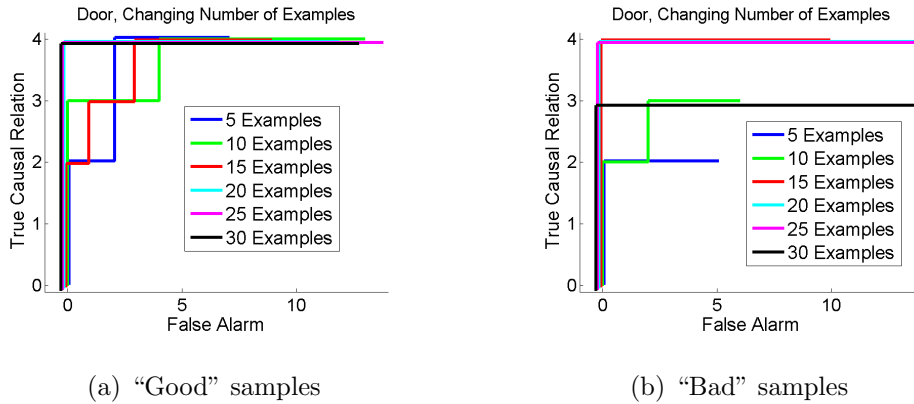 Door, Changing Number of Examples
4
3
2
1
0
True Causal Relation
5 Examples
10 Examples
15 Examples
20 Examples
25 Examples
30 Examples
0 5 10
False Alarm
(a) “Good” samples
Door, Changing Number of Examples
4
3
2
1
0
True Causal Relation
5 Examples
10 Examples
15 Examples
20 Examples
25 Examples
30 Examples
0 5 10
False Alarm
(b) “Bad” samples